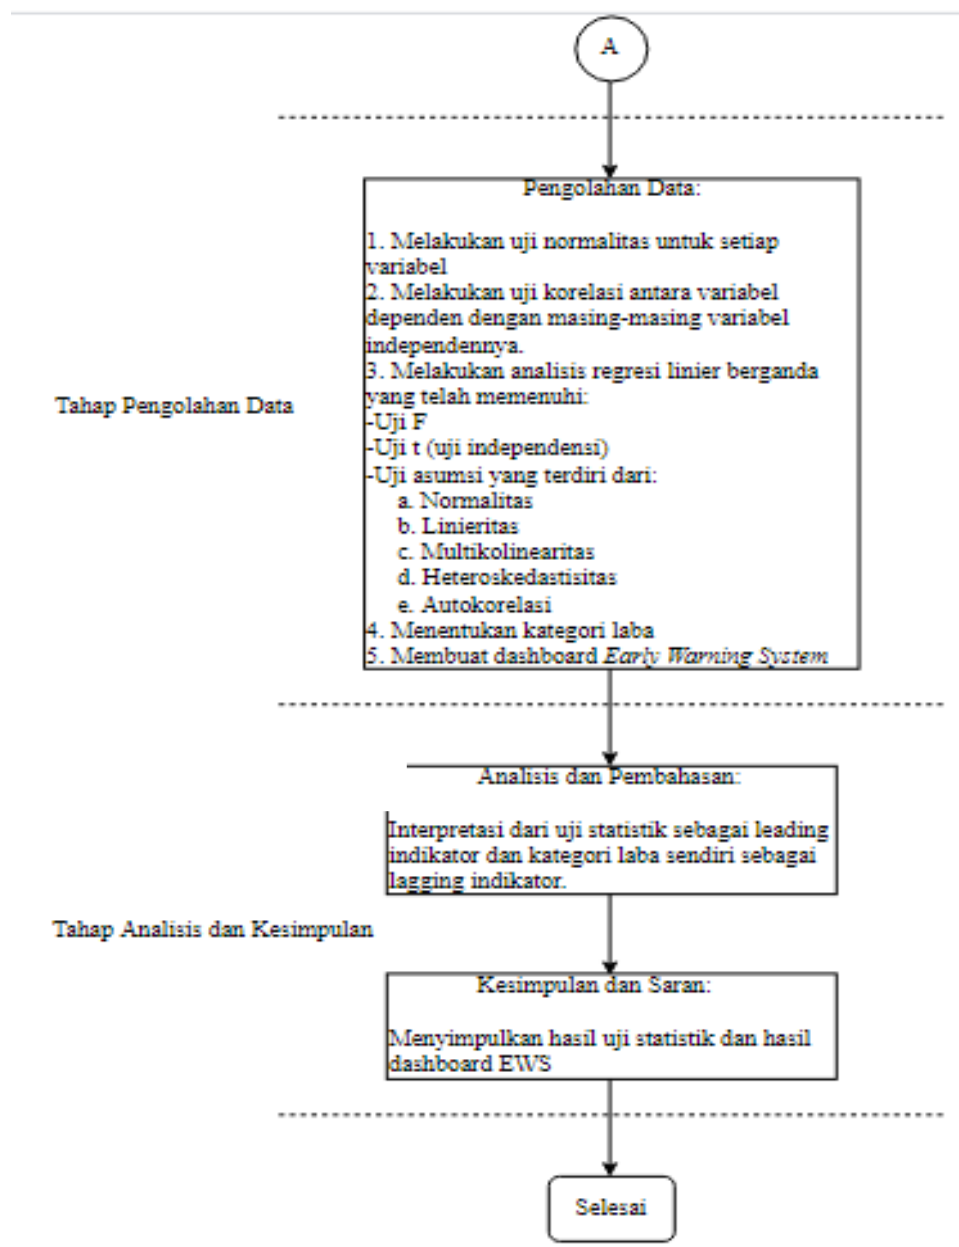 A
Pengolahan Data:
1. Melakukan uji normalitas untuk setiap
variabel
2. Melakukan uji korelasi antara variabel
dependen dengan masing-masing variabel
independennya.
3. Melakukan analisis regresi linier berganda
yang telah memenuhi:
-Uji F
-Uji t (uji independensi)
-Uji asumsi yang terdiri dari:
a. Normalitas
b. Linieritas
c. Multikolinearitas
d. Heteroskedastisitas
e. Autokorelasi
4. Menentukan kategori laba
5. Membuat dashboard Early Warning System
Tahap Pengolahan Data
Analisis dan Pembahasan:
Interpretasi dari uji statistik sebagai leading
indikator dan kategori laba sendiri sebagai
lagging indikator.
Tahap Analisis dan Kesimpulan
Kesimpulan dan Saran:
Menyimpulkan hasil uji statistik dan hasil
dashboard EWS
Selesai